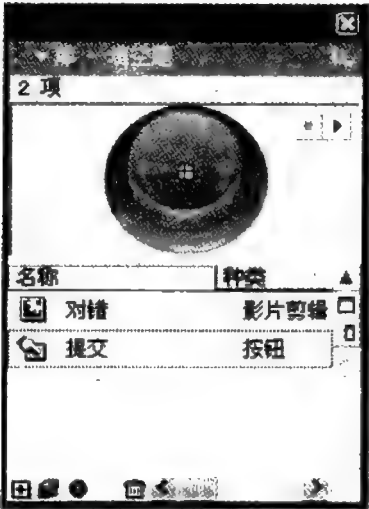 2 项
名称 种类
对错 影片剪辑
提交 按钮